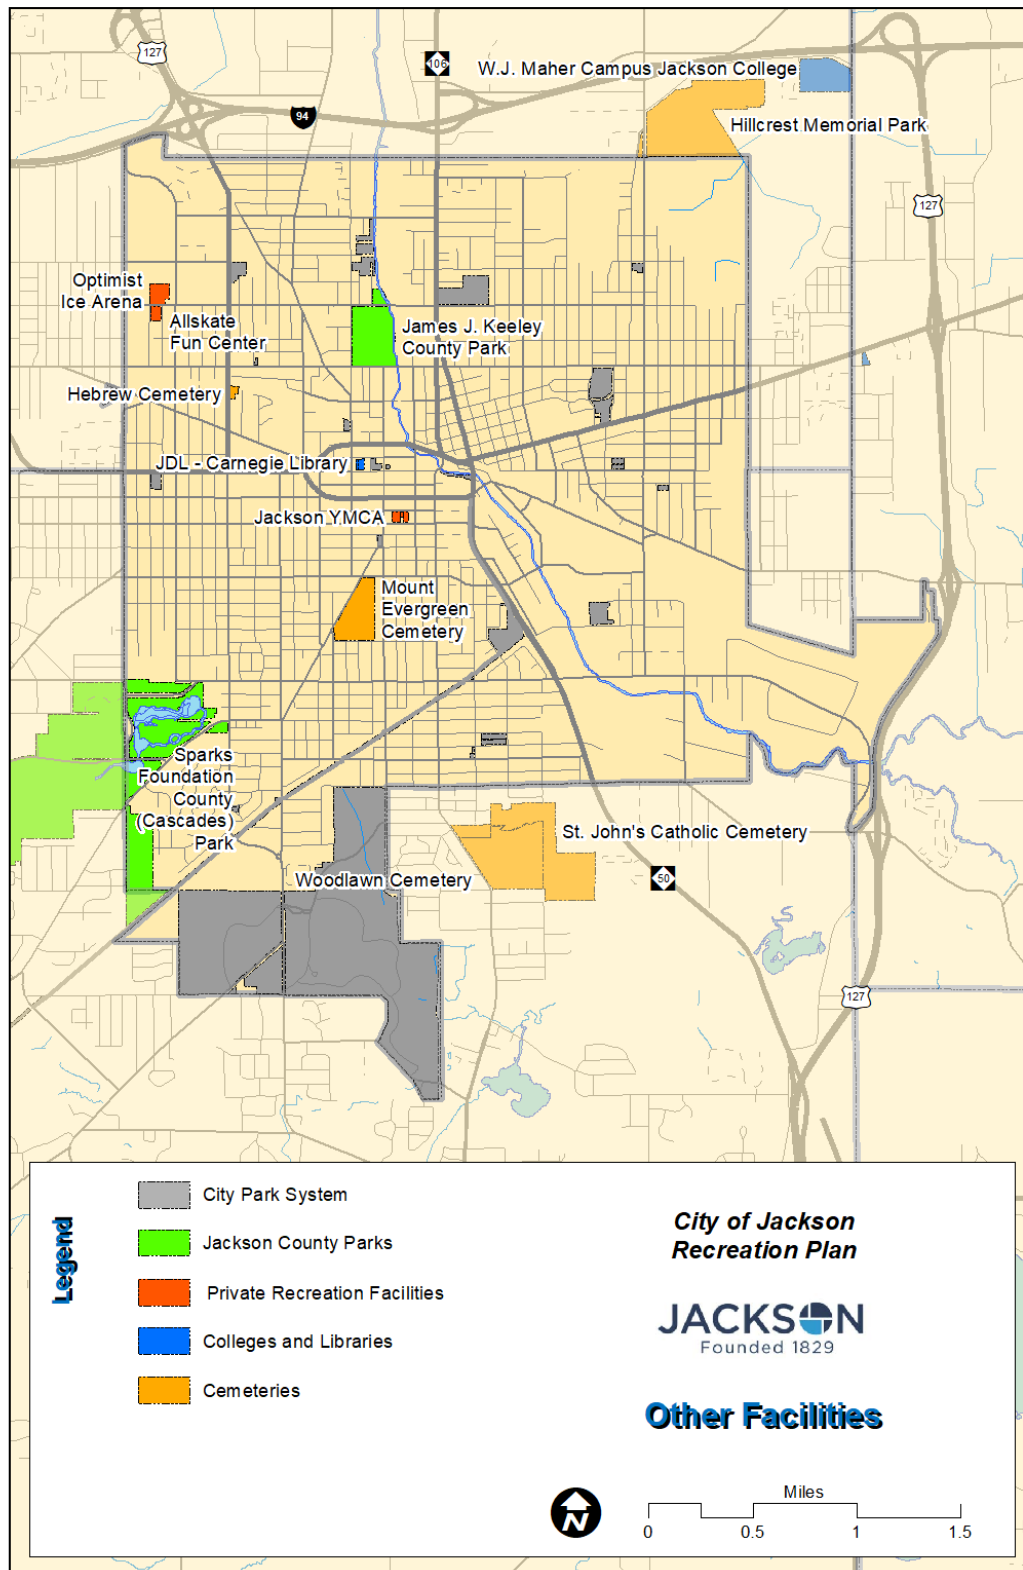 127
106
W.J. Maher Campus Jackson College
94
Hillcrest Memorial Park
127
Optimist
Ice Arena
Allskate
Fun Center
James J. Keeley
County Park
Hebrew Cemetery
JDL - Carnegie Library
Jackson YMCA
Mount
Evergreen
Cemetery
Sparks
Foundation
County
(Cascades)
Park
St. John's Catholic Cemetery
Woodlawn Cemetery
50
127
Legend
City Park System
Jackson County Parks
Private Recreation Facilities
Colleges and Libraries
Cemeteries
City of Jackson
Recreation Plan
JACKSON
Founded 1829
Other Facilities
N
Miles
0 0.5 1 1.5